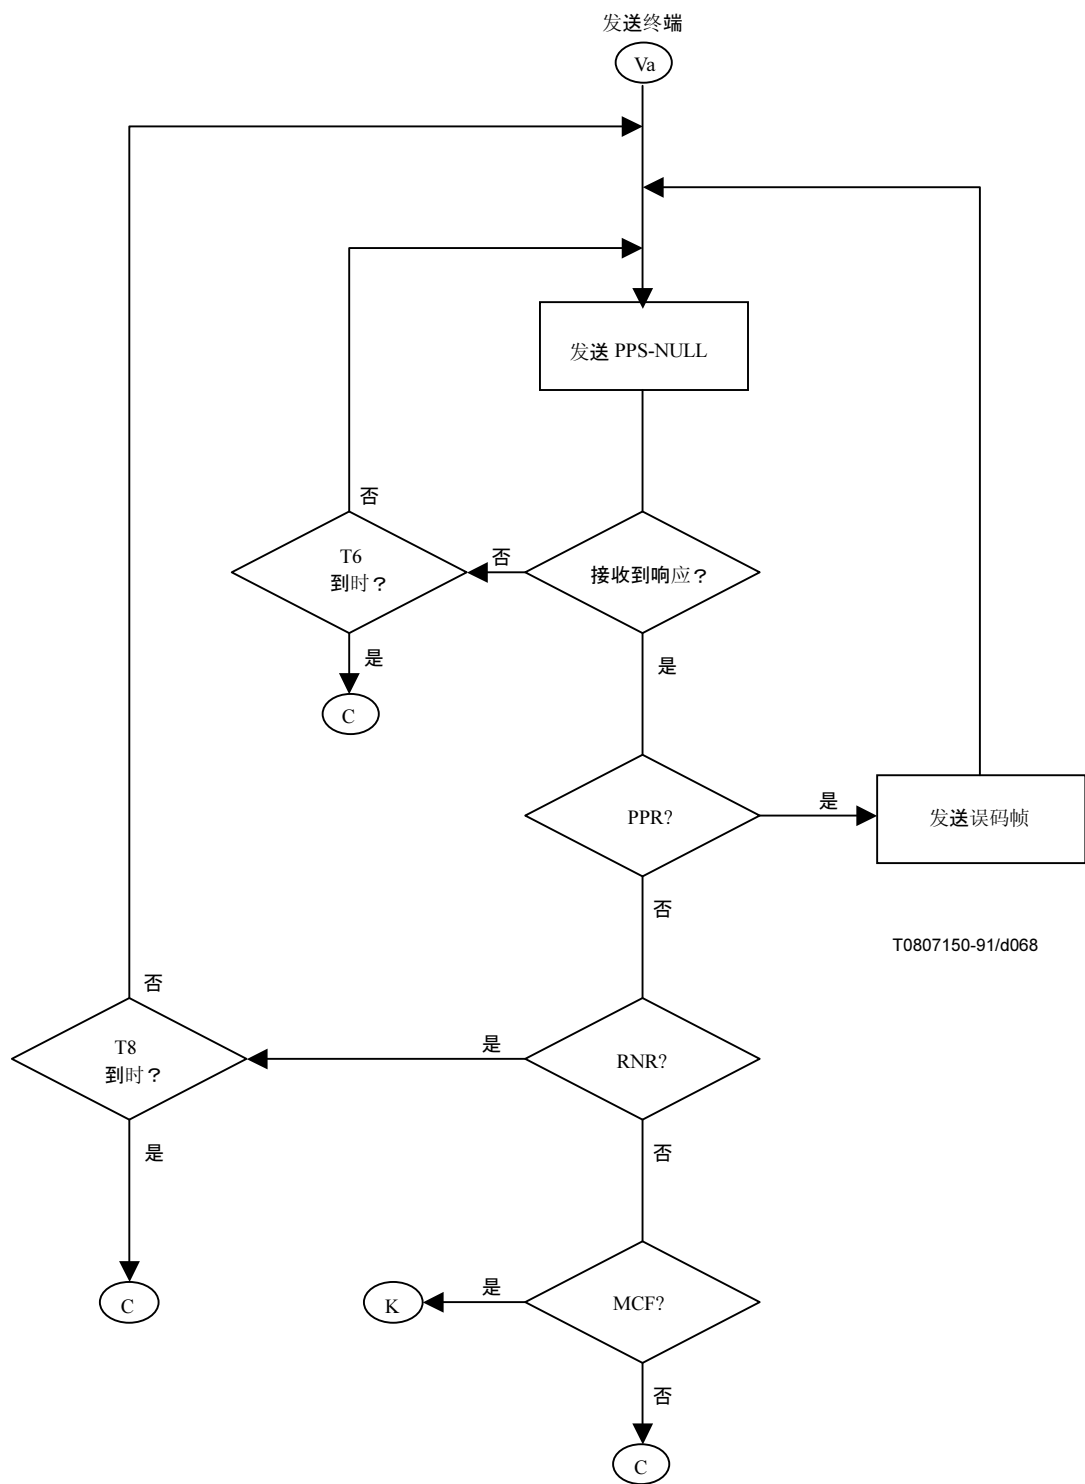 发送终端
Va
发送 PPS-NULL
否
T6
到时?
否
接收到响应?
是
C
是
PPR?
是
发送误码帧
否
T0807150-91/d068
否
T8
到时?
是
RNR?
是
否
C
K
是
MCF?
否
C